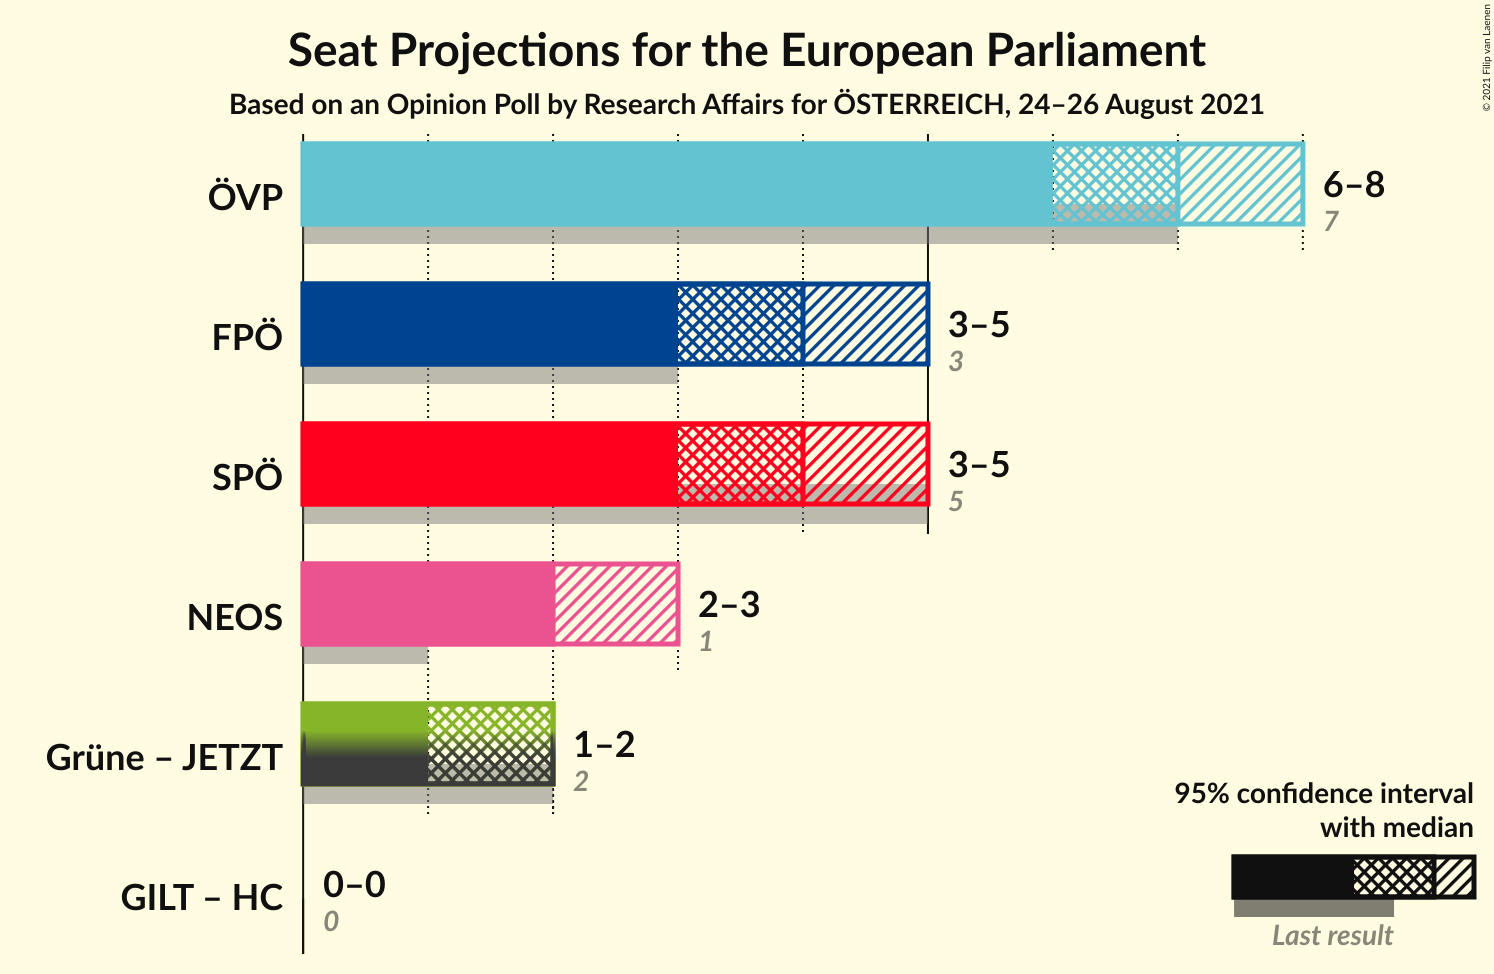 Seat Projections for the European Parliament
Based on an Opinion Poll by Research Affairs for ÖSTERREICH, 24–26 August 2021
© 2021 Filip van Laenen
ÖVP
6–8
7
FPÖ
3–5
3
SPÖ
3–5
5
NEOS
2–3
1
Grüne – JETZT
1–2
2
GILT – HC
0–0
0
95% confidence interval
with median
Last result